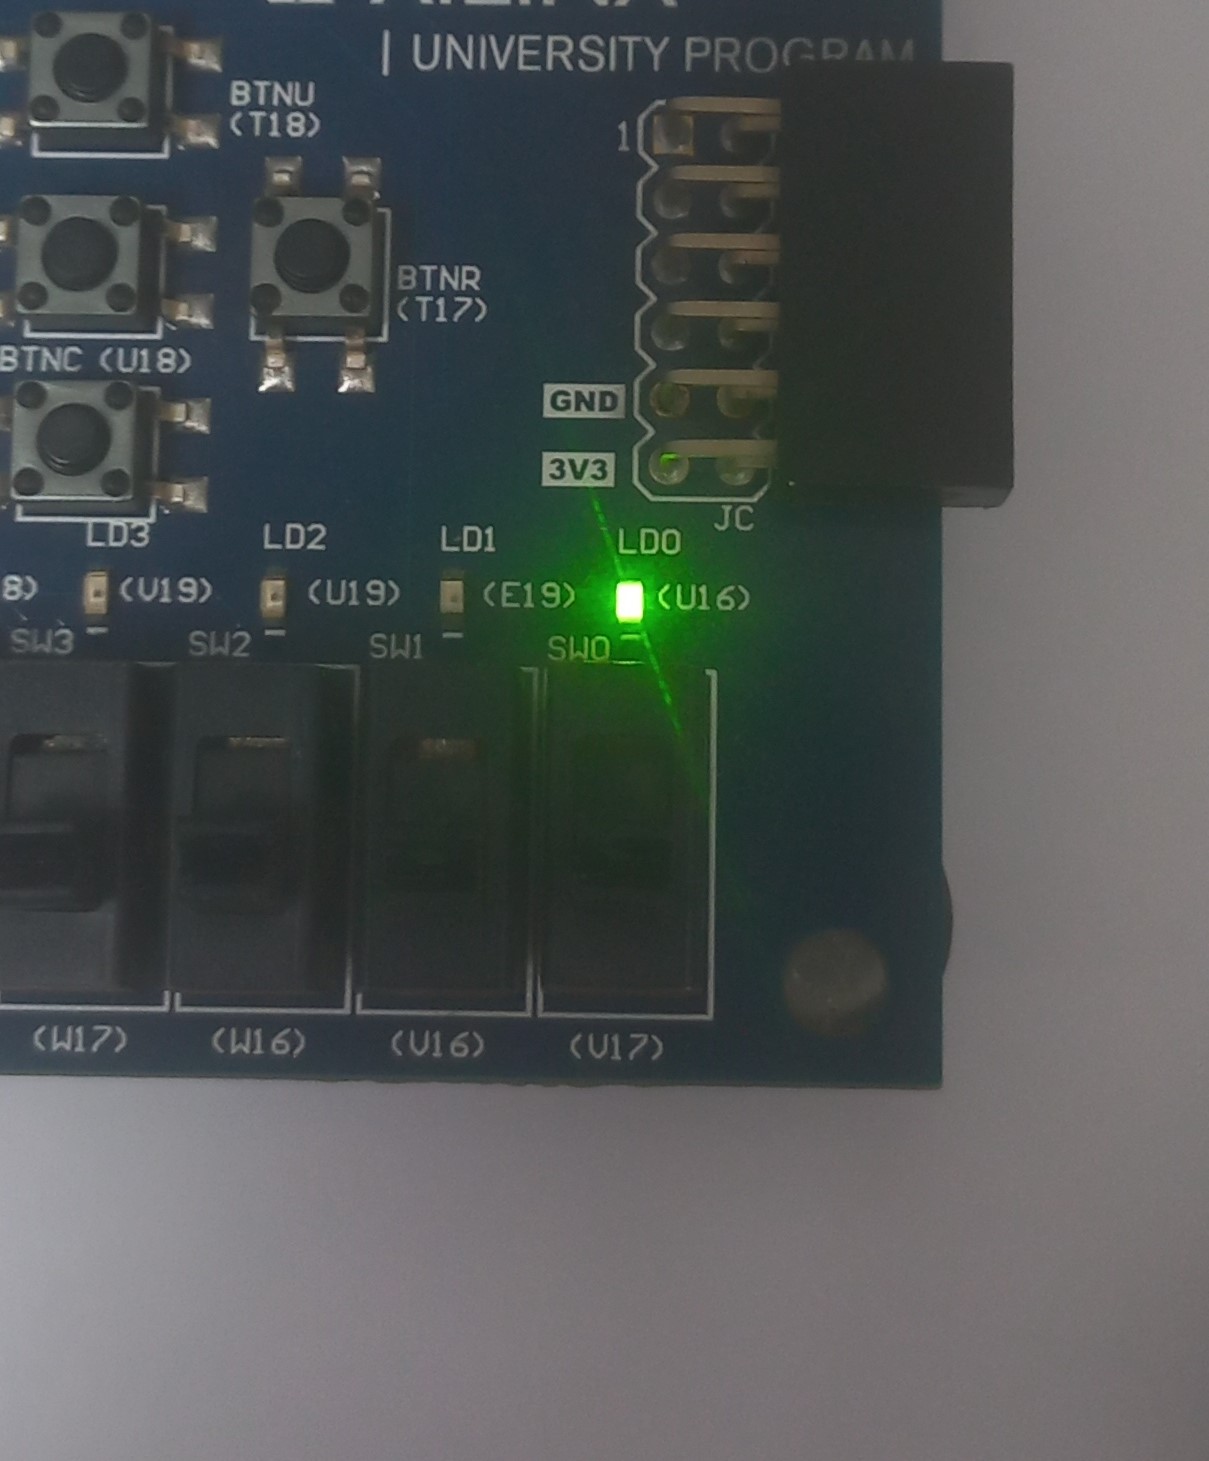 | UNIVERSITY PROGRAM
BTNU
(T18)
1
BTNR
(T17)
BTNC (U18)
GND
3V3
JC
LD3
LD2
LD1
LD0
8)
(V19)
(U19)
(E19)
(U16)
SW3
SW2
SW1
SW0
(W17)
(W16)
(V16)
(V17)